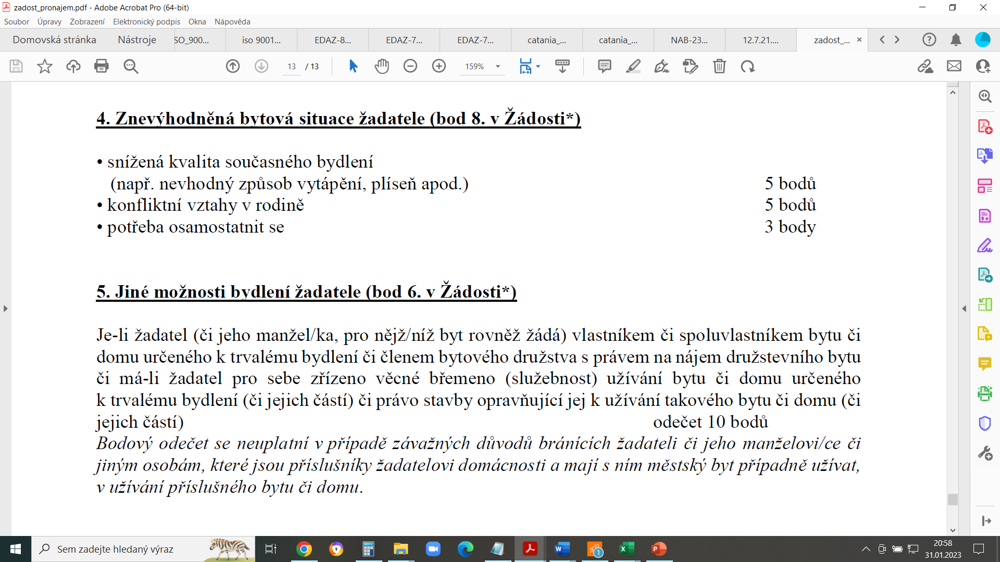 zadost_pronajem.pdf - Adobe Acrobat Pro (64-bit)
Soubor Úpravy Zobrazení Elektronický podpis Okna Nápověda
Domovská stránka Nástroje SO_900... iso 9001... EDAZ-8... EDAZ-7... EDAZ-7... catania_... catania_... NAB-23... 12.7.21.... zadost_...
13 / 13 159%
4. Znevýhodněná bytová situace žadatele (bod 8. v Žádosti*)
• snížená kvalita současného bydlení
(např. nevhodný způsob vytápění, plíseň apod.) 5 bodů
• konfliktní vztahy v rodině 5 bodů
• potřeba osamostatnit se 3 body
5. Jiné možnosti bydlení žadatele (bod 6. v Žádosti*)
Je-li žadatel (či jeho manžel/ka, pro nějž/níž byt rovněž žádá) vlastníkem či spoluvlastníkem bytu či
domu určeného k trvalému bydlení či členem bytového družstva s právem na nájem družstevního bytu
či má-li žadatel pro sebe zřízeno věcné břemeno (služebnost) užívání bytu či domu určeného
k trvalému bydlení (či jejich částí) či právo stavby opravňující jej k užívání takového bytu či domu (či
jejich částí) odečet 10 bodů
Bodový odečet se neuplatní v případě závažných důvodů bránících žadateli či jeho manželovi/ce či
jiným osobám, které jsou příslušníky žadatelovi domácnosti a mají s ním městský byt případně užívat,
v užívání příslušného bytu či domu.
Sem zadejte hledaný výraz
1
20:58
31.01.2023